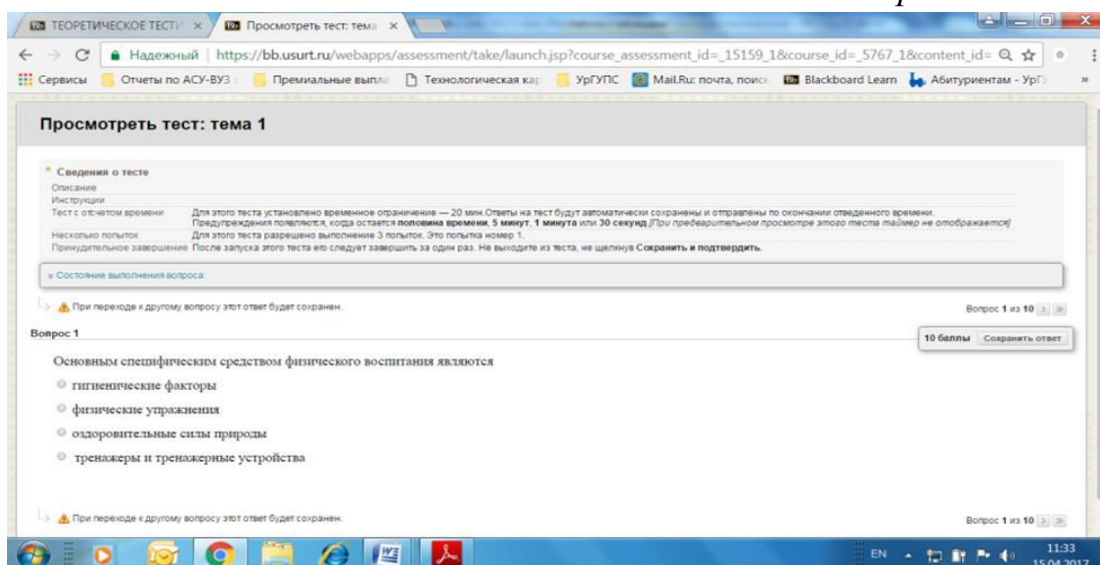 ТЕОРЕТИЧЕСКОЕ ТЕСТИ
Просмотреть тест: тема
Надежный | https://bb.usurt.ru/webapps/assessment/take/launch.jsp?course_assessment_id=_15159_1&course_id=_5767_1&content_id=
Сервисы Отчеты по АСУ-ВУЗ / Премиальные выпла Технологическая кар УрГУПС Mail.Ru: почта, поиск Blackboard Learn Абитуриентам - УрГ »
Просмотреть тест: тема 1
Сведения о тесте
Описание
Инструкции
Тест с отсчетом времени Для этого теста установлено временное ограничение — 20 мин.Ответы на тест будут автоматически сохранены и отправлены по окончании отведенного времени.
Предупреждения появляются, когда остается половина времени, 5 минут, 1 минута или 30 секунд.[При предварительном просмотре этого теста таймер не отображается]
Несколько попыток Для этого теста разрешено выполнение 3 попыток. Это попытка номер 1.
Принудительное завершение После запуска этого теста его следует завершить за один раз. Не выходите из теста, не щелкнув Сохранить и подтвердить.
Состояние выполнения вопроса:
При переходе к другому вопросу этот ответ будет сохранен.
Вопрос 1 из 10
Вопрос 1
10 баллы Сохранить ответ
Основным специфическим средством физического воспитания являются
гигиенические факторы
физические упражнения
оздоровительные силы природы
тренажеры и тренажерные устройства
При переходе к другому вопросу этот ответ будет сохранен.
Вопрос 1 из 10
EN
11:33
15.04.2017